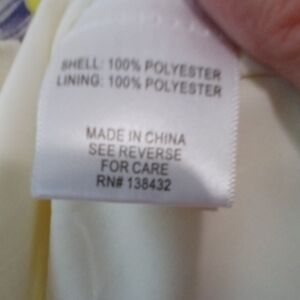 SHELL: 100% POLYESTER
LINING: 100% POLYESTER
MADE IN CHINA
SEE REVERSE
FOR CARE
RN# 138432